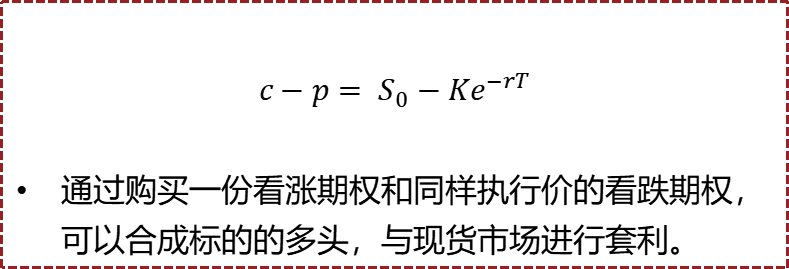 c − p = S₀ − Ke⁻ʳᵀ
• 通过购买一份看涨期权和同样执行价的看跌期权，
可以合成标的的多头，与现货市场进行套利。